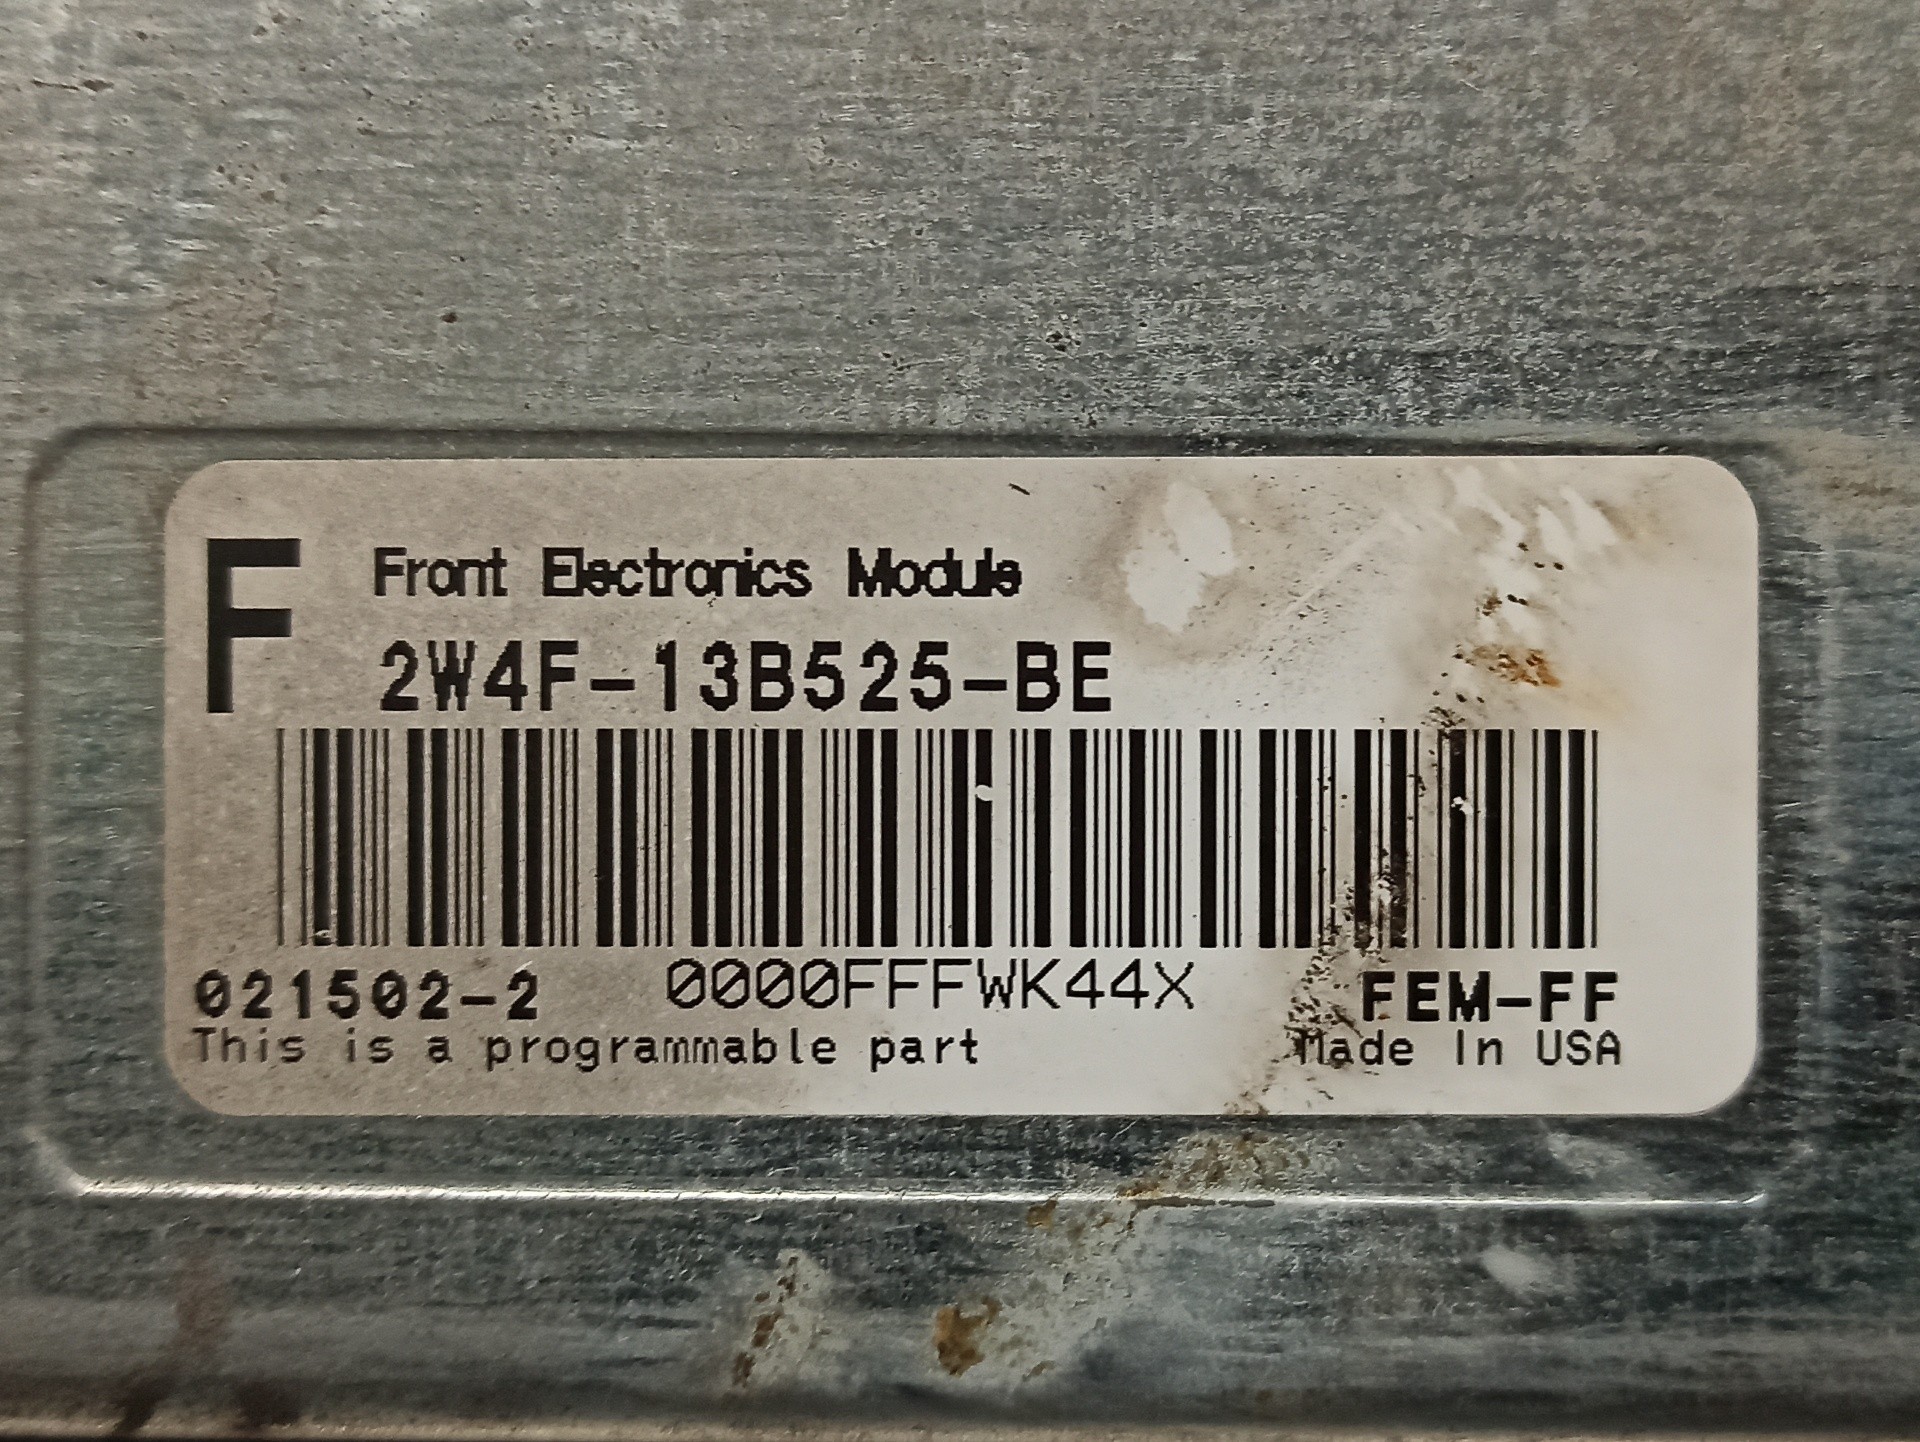 F Front Electronics Module
2W4F-13B525-BE
021502-2 0000FFFWK44X FEM-FF
This is a programmable part Made In USA